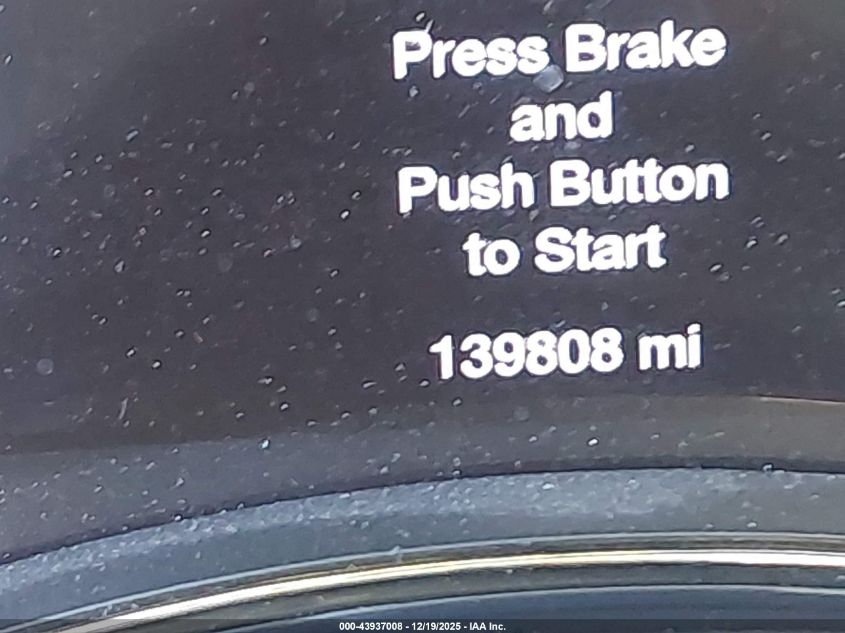 Press Brake
and
Push Button
to Start
139808 mi
000-43937008 - 12/19/2025 - IAA Inc.